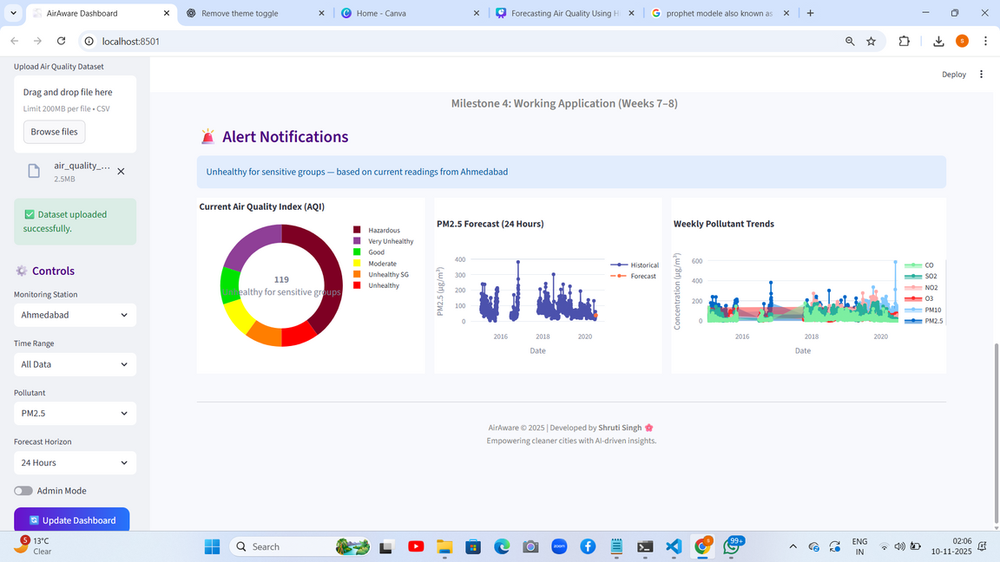 AirAware Dashboard
Remove theme toggle
Home - Canva
Forecasting Air Quality Using H
prophet modele also known as
localhost:8501
S
Deploy
Upload Air Quality Dataset
Drag and drop file here
Limit 200MB per file • CSV
Browse files
air_quality_...
2.5MB
Dataset uploaded
successfully.
Controls
Monitoring Station
Ahmedabad
Time Range
All Data
Pollutant
PM2.5
Forecast Horizon
24 Hours
Admin Mode
Update Dashboard
Milestone 4: Working Application (Weeks 7–8)
Alert Notifications
Unhealthy for sensitive groups — based on current readings from Ahmedabad
Current Air Quality Index (AQI)
119
healthy for sensitive groups
Hazardous
Very Unhealthy
Good
Moderate
Unhealthy SG
Unhealthy
PM2.5 Forecast (24 Hours)
PM2.5 (μg/m³)
400
300
200
100
0
2016
2018
2020
Date
Historical
Forecast
Weekly Pollutant Trends
Concentration (μg/m³)
600
400
200
0
2016
2018
2020
Date
CO
SO2
NO2
O3
PM10
PM2.5
AirAware © 2025 | Developed by Shruti Singh
Empowering cleaner cities with AI-driven insights.
5
13°C
Clear
Search
zoom
S
99+
ENG
IN
02:06
10-11-2025